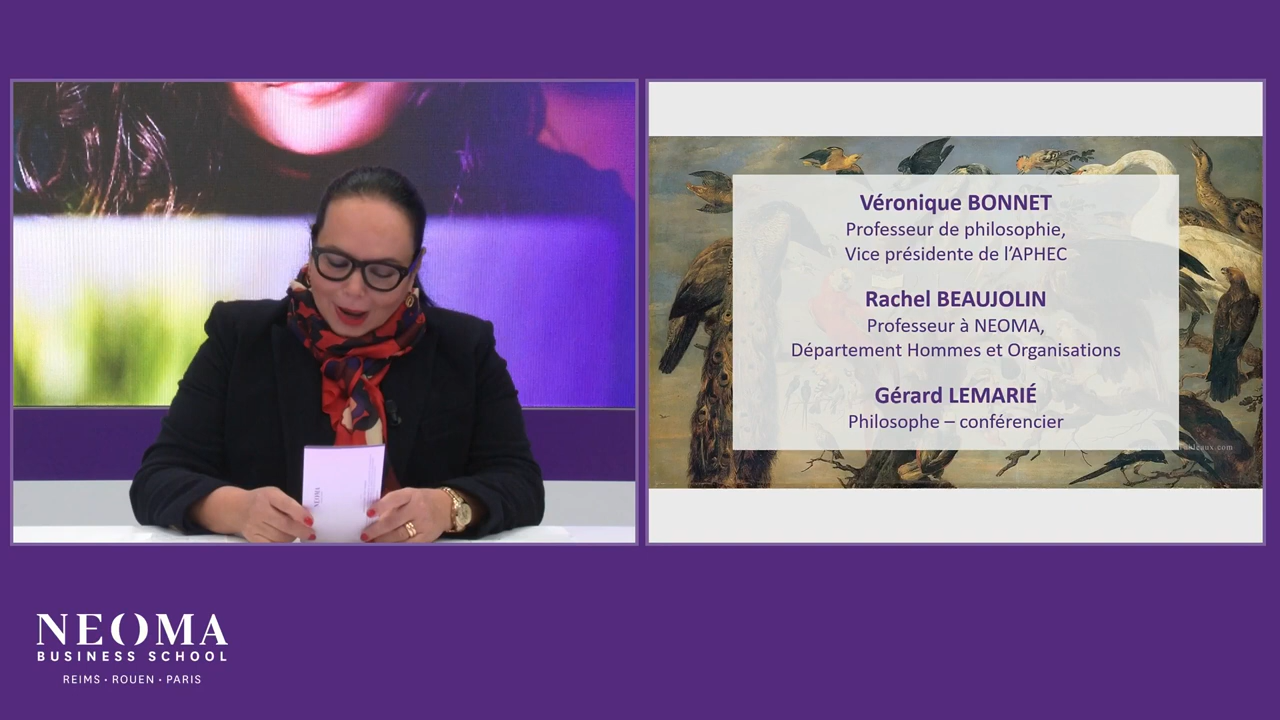 Véronique BONNET
Professeur de philosophie,
Vice présidente de l’APHEC
Rachel BEAUJOLIN
Professeur à NEOMA,
Département Hommes et Organisations
Gérard LEMARIÉ
Philosophe – conférencier
NEOMA
NEOMA
BUSINESS SCHOOL
REIMS • ROUEN • PARIS